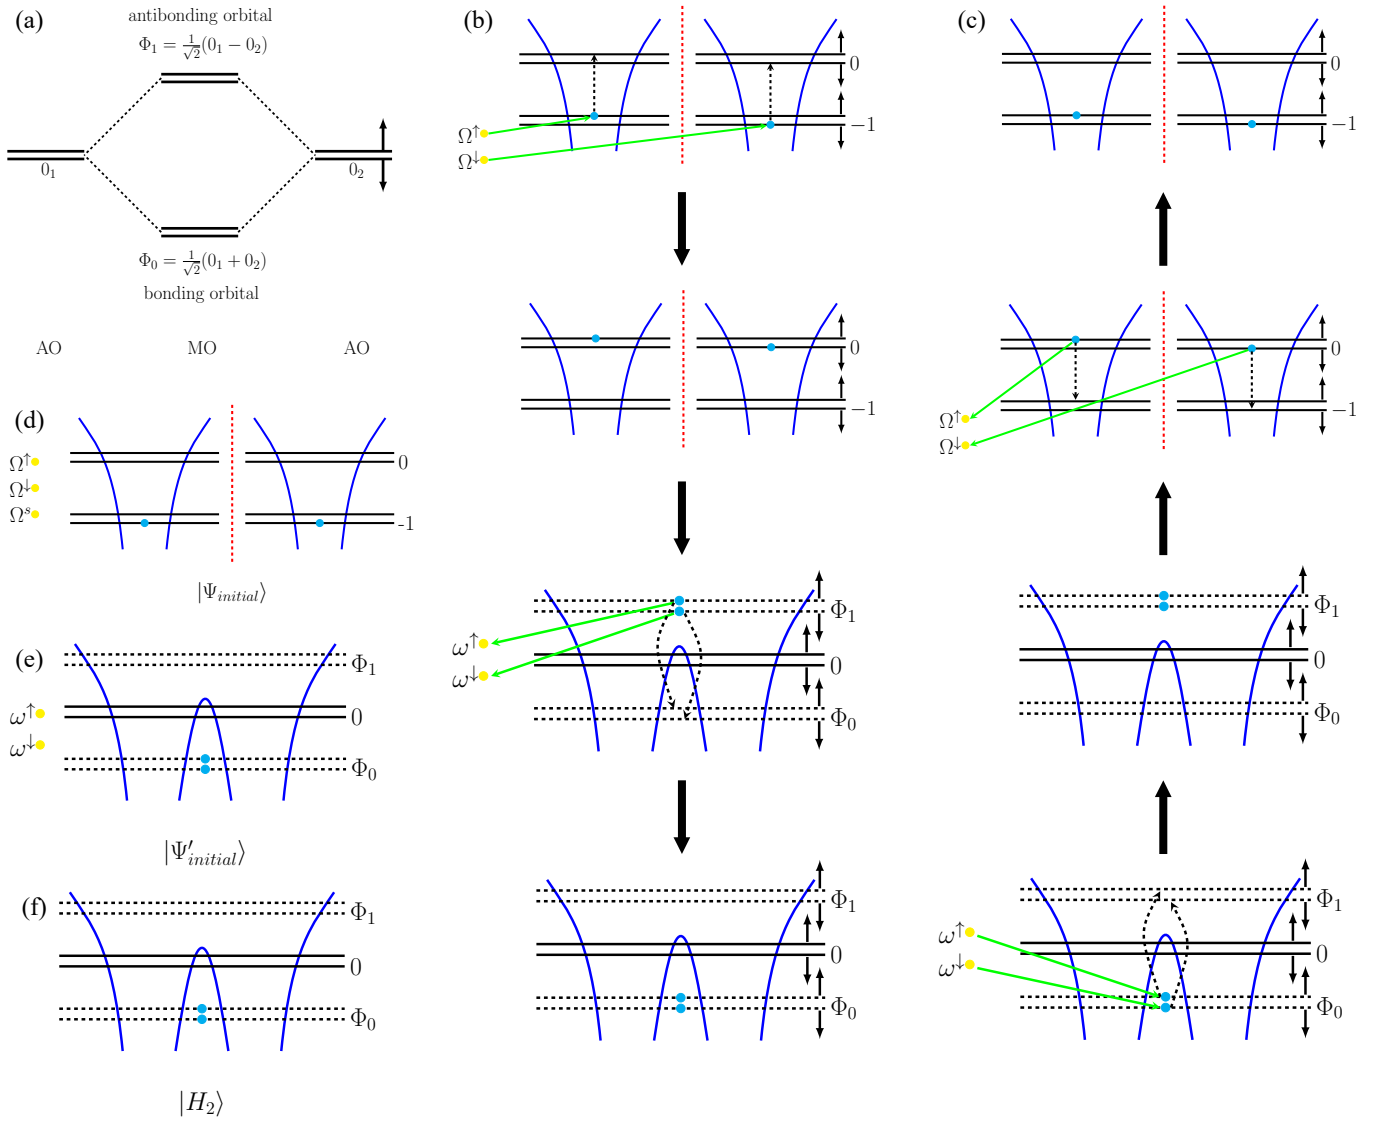 (a)
antibonding orbital
Φ₁ = 1/√2(0₁ − 0₂)
0₁
0₂
Φ₀ = 1/√2(0₁ + 0₂)
bonding orbital
AO MO AO
(b)
0
Ω↑
−1
Ω↓
0
−1
Φ₁
ω↑
0
ω↓
Φ₀
Φ₁
0
Φ₀
(c)
0
−1
0
−1
Ω↑
Ω↓
Φ₁
0
Φ₀
Φ₁
ω↑
0
ω↓
Φ₀
(d)
Ω↑
0
Ω↓
Ωˢ
-1
|Ψ_initial⟩
(e)
Φ₁
ω↑
0
ω↓
Φ₀
|Ψ′_initial⟩
(f)
Φ₁
0
Φ₀
|H₂⟩